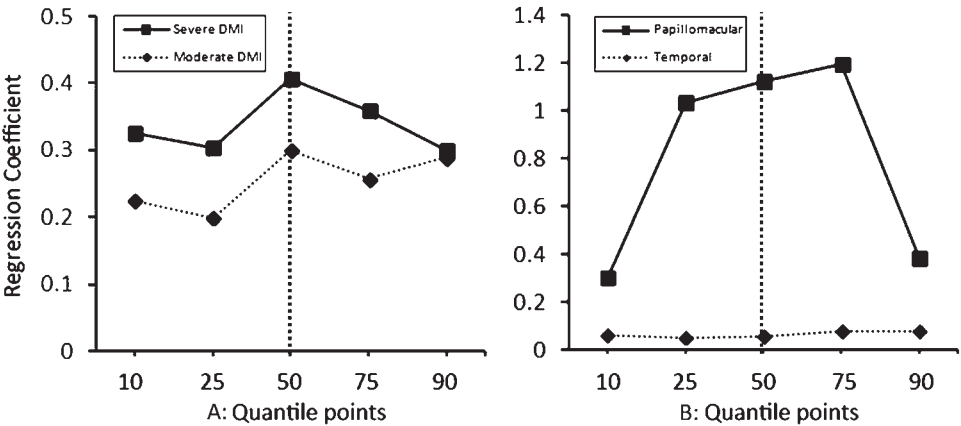 Regression Coefficient
0.5
0.4
0.3
0.2
0.1
0
Severe DMI
Moderate DMI
10 25 50 75 90
A: Quantile points
1.4
1.2
1
0.8
0.6
0.4
0.2
0
Papillomacular
Temporal
10 25 50 75 90
B: Quantile points